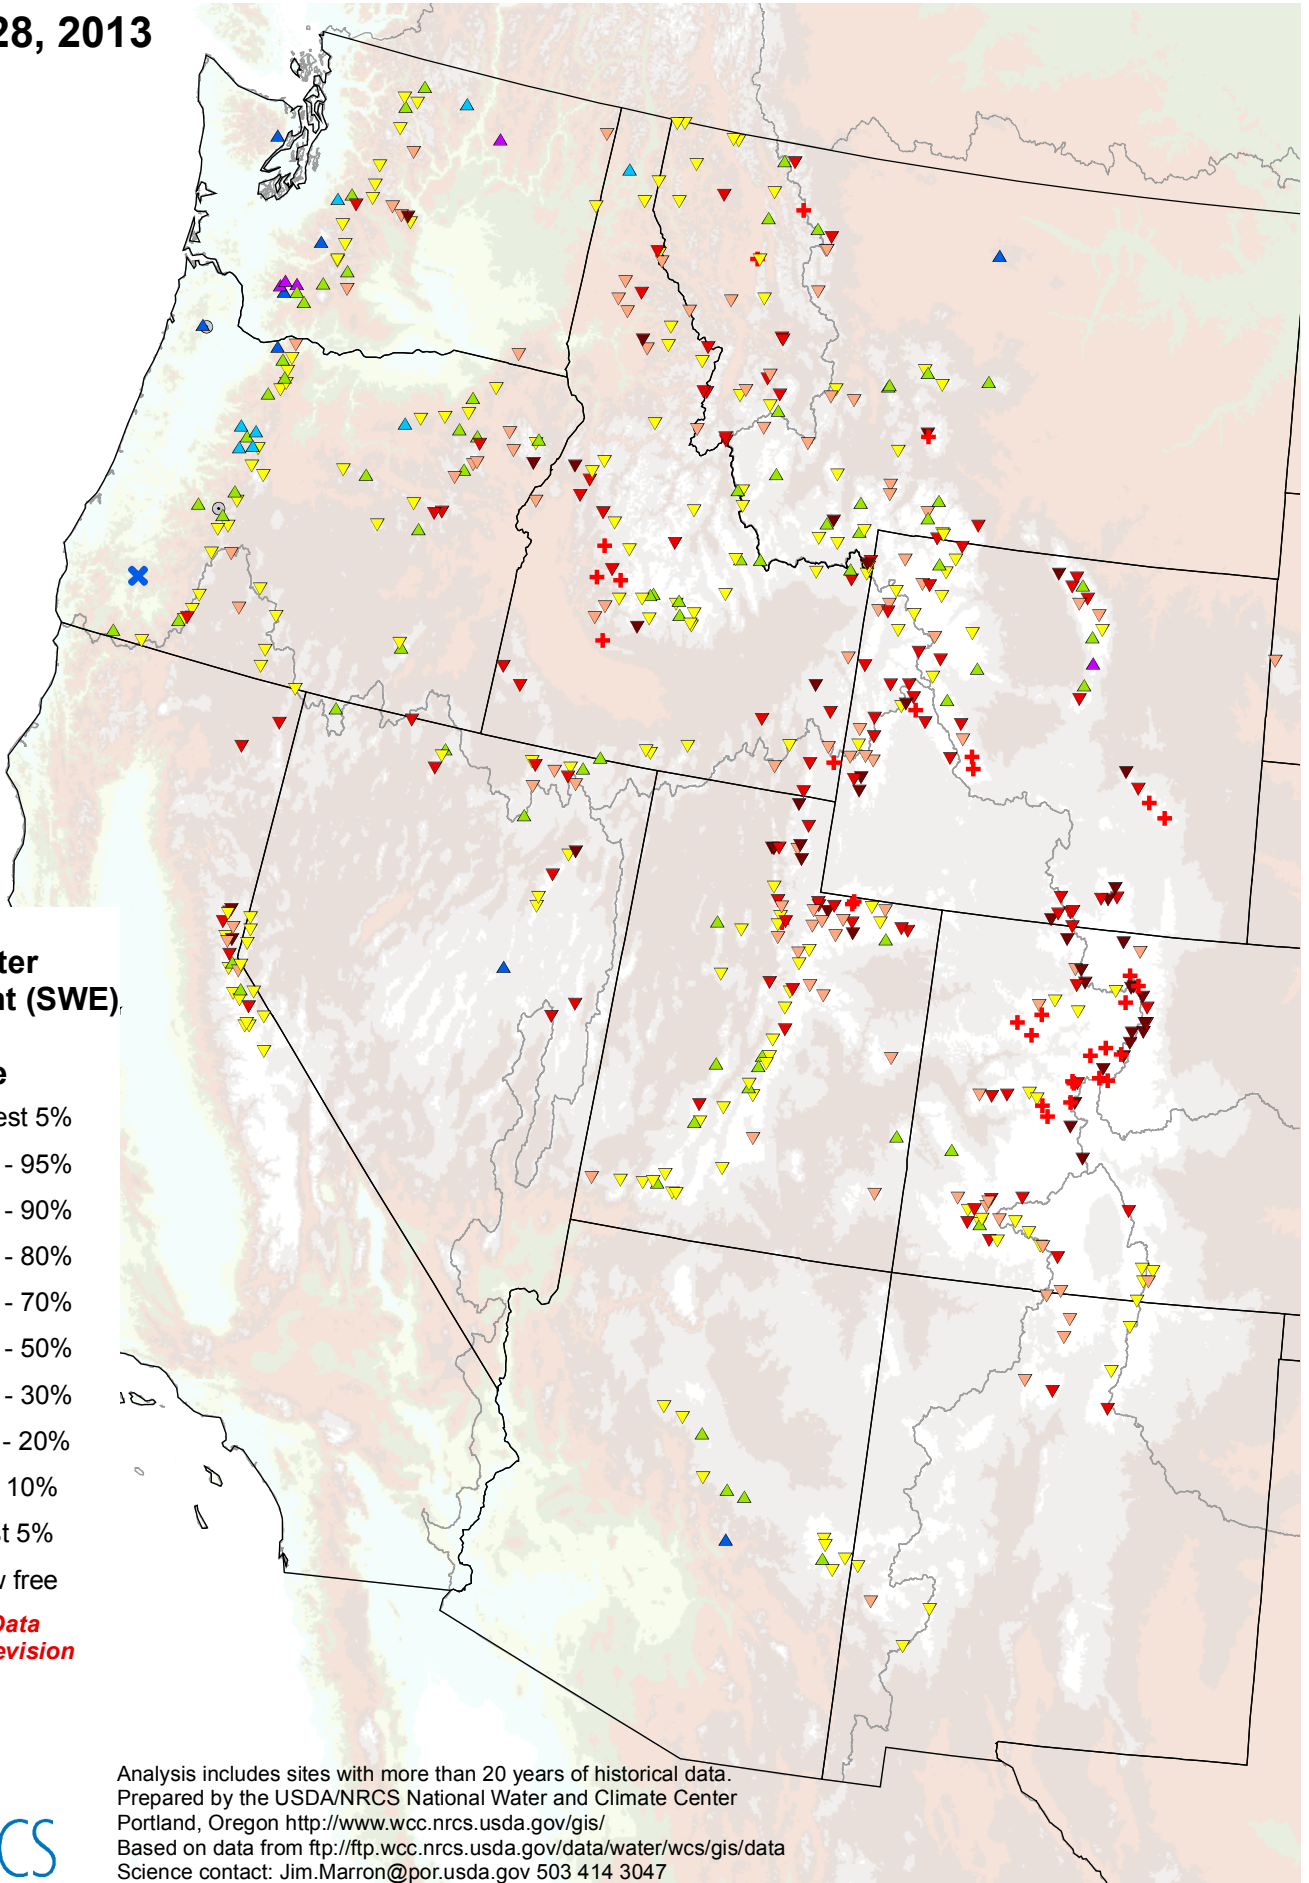 28, 2013
ter
t (SWE)
e
est 5%
- 95%
- 90%
- 80%
- 70%
- 50%
- 30%
- 20%
10%
t 5%
free
Data
evision
Analysis includes sites with more than 20 years of historical data.
Prepared by the USDA/NRCS National Water and Climate Center
Portland, Oregon http://www.wcc.nrcs.usda.gov/gis/
Based on data from ftp://ftp.wcc.nrcs.usda.gov/data/water/wcs/gis/data
Science contact: Jim.Marron@por.usda.gov 503 414 3047
CS